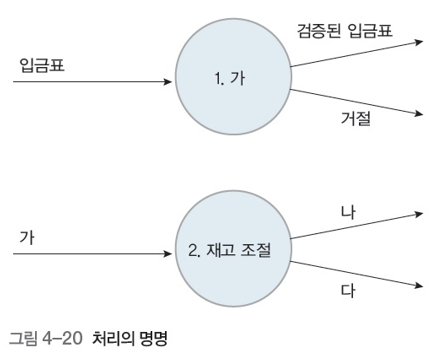 검증된 입금표
입금표
1. 가
거절
나
가
2. 재고 조절
다
그림 4-20 처리의 명명